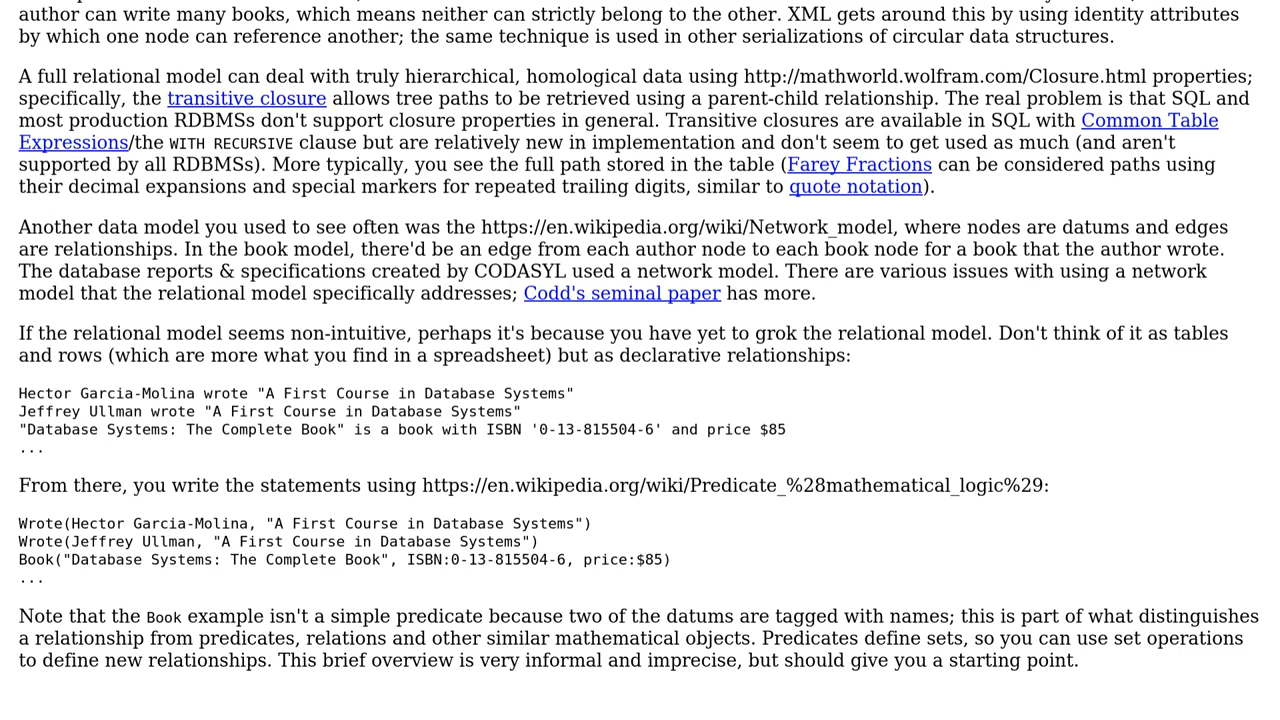 author can write many books, which means neither can strictly belong to the other. XML gets around this by using identity attributes
by which one node can reference another; the same technique is used in other serializations of circular data structures.
A full relational model can deal with truly hierarchical, homological data using http://mathworld.wolfram.com/Closure.html properties;
specifically, the transitive closure allows tree paths to be retrieved using a parent-child relationship. The real problem is that SQL and
most production RDBMSs don't support closure properties in general. Transitive closures are available in SQL with Common Table
Expressions/the WITH RECURSIVE clause but are relatively new in implementation and don't seem to get used as much (and aren't
supported by all RDBMSs). More typically, you see the full path stored in the table (Farey Fractions can be considered paths using
their decimal expansions and special markers for repeated trailing digits, similar to quote notation).
Another data model you used to see often was the https://en.wikipedia.org/wiki/Network_model, where nodes are datums and edges
are relationships. In the book model, there'd be an edge from each author node to each book node for a book that the author wrote.
The database reports & specifications created by CODASYL used a network model. There are various issues with using a network
model that the relational model specifically addresses; Codd's seminal paper has more.
If the relational model seems non-intuitive, perhaps it's because you have yet to grok the relational model. Don't think of it as tables
and rows (which are more what you find in a spreadsheet) but as declarative relationships:
Hector Garcia-Molina wrote "A First Course in Database Systems"
Jeffrey Ullman wrote "A First Course in Database Systems"
"Database Systems: The Complete Book" is a book with ISBN '0-13-815504-6' and price $85
...
From there, you write the statements using https://en.wikipedia.org/wiki/Predicate_%28mathematical_logic%29:
Wrote(Hector Garcia-Molina, "A First Course in Database Systems")
Wrote(Jeffrey Ullman, "A First Course in Database Systems")
Book("Database Systems: The Complete Book", ISBN:0-13-815504-6, price:$85)
...
Note that the Book example isn't a simple predicate because two of the datums are tagged with names; this is part of what distinguishes
a relationship from predicates, relations and other similar mathematical objects. Predicates define sets, so you can use set operations
to define new relationships. This brief overview is very informal and imprecise, but should give you a starting point.